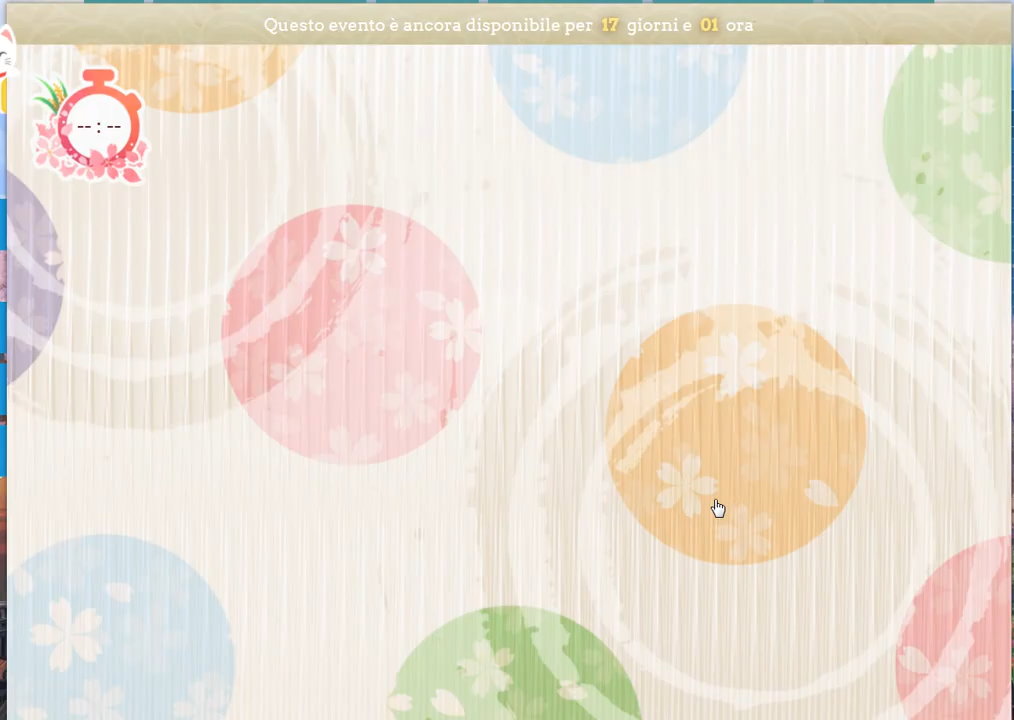 Questo evento è ancora disponibile per 17 giorni e 01 ora
-- : --